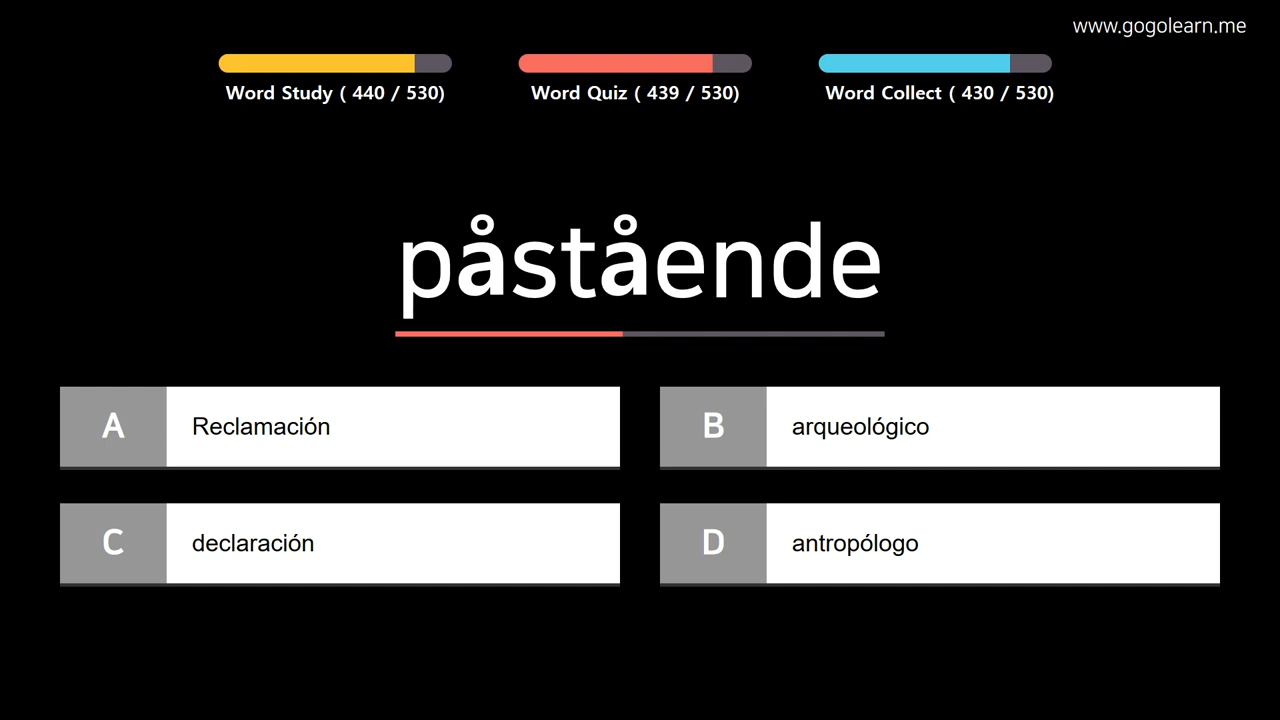 www.gogolearn.me
Word Study ( 440 / 530)
Word Quiz ( 439 / 530)
Word Collect ( 430 / 530)
påstående
A
Reclamación
B
arqueológico
C
declaración
D
antropólogo